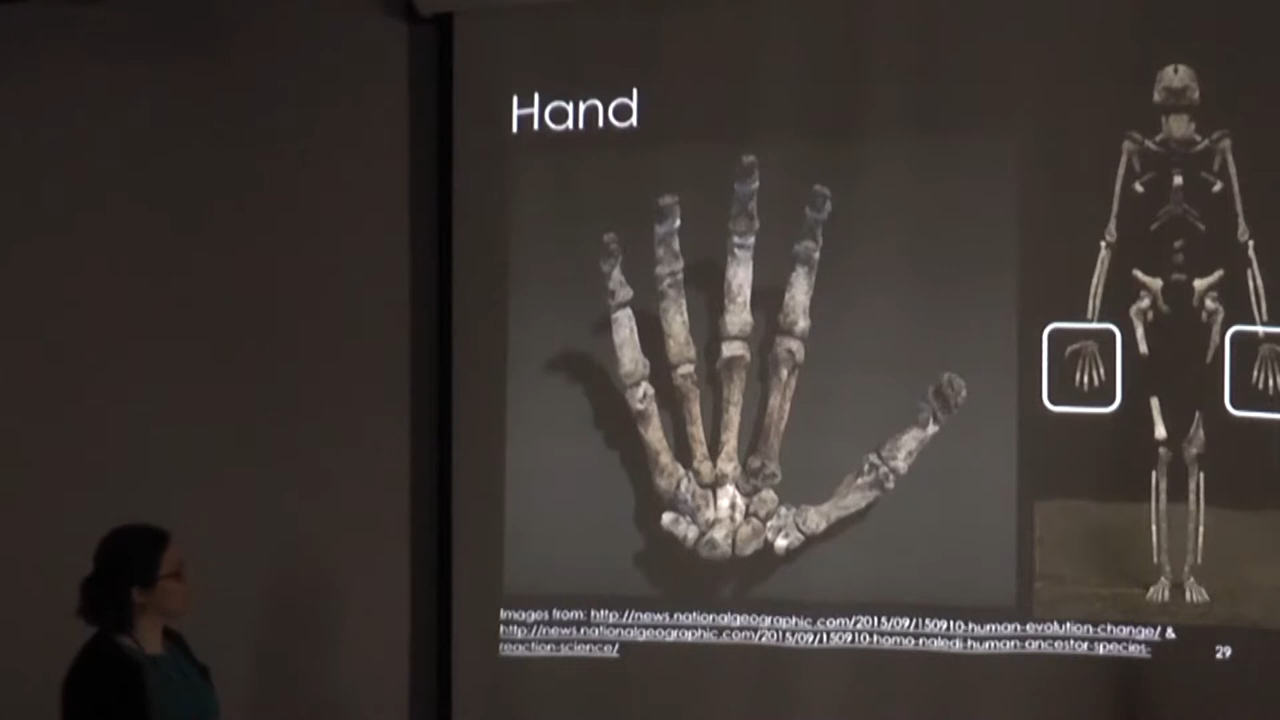 Hand
Images from: http://news.nationalgeographic.com/2015/09/150910-human-evolution-change/ &
http://news.nationalgeographic.com/2015/09/150910-homo-naledi-human-ancestor-species-
reaction-science/
29